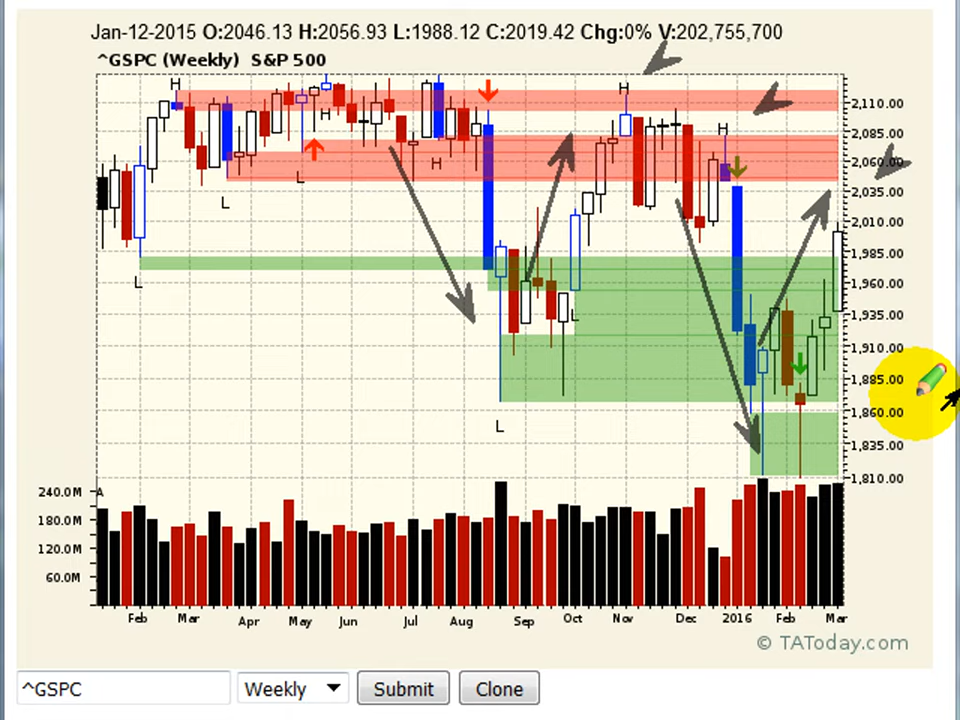 Jan-12-2015 O:2046.13 H:2056.93 L:1988.12 C:2019.42 Chg:0% V:202,755,700
^GSPC (Weekly) S&P 500
H
H
H
H
H
L
L
L
L
L
2,110.00
2,085.00
2,060.00
2,035.00
2,010.00
1,985.00
1,960.00
1,935.00
1,910.00
1,885.00
1,860.00
1,835.00
1,810.00
240.0M A
180.0M
120.0M
60.0M
Feb Mar Apr May Jun Jul Aug Sep Oct Nov Dec 2016 Feb Mar
© TAToday.com
^GSPC Weekly Submit Clone